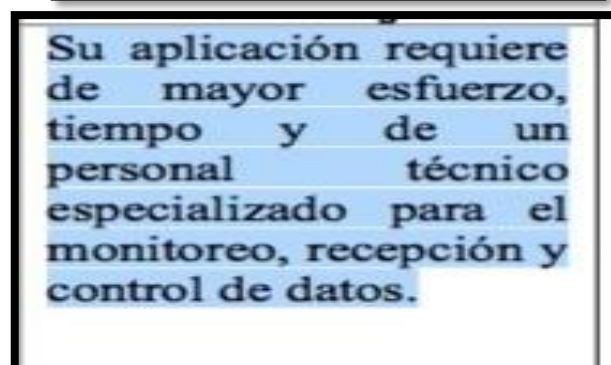 Su aplicación requiere
de mayor esfuerzo,
tiempo y de un
personal técnico
especializado para el
monitoreo, recepción y
control de datos.